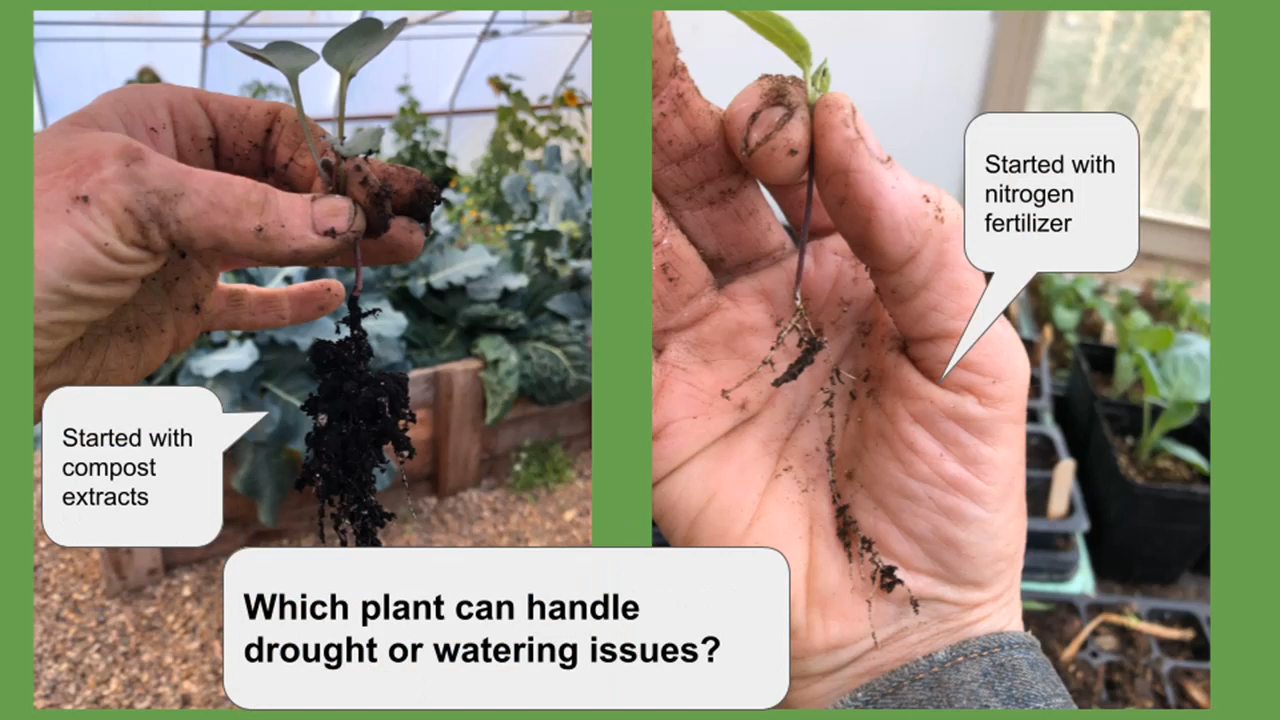 Started with
compost
extracts
Started with
nitrogen
fertilizer
Which plant can handle
drought or watering issues?